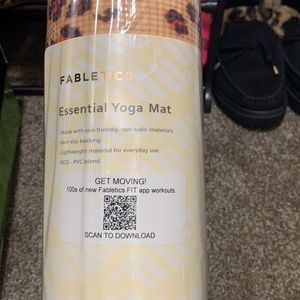 FABLETICS
Essential Yoga Mat
- Made with eco-friendly, non-toxic materials.
- Non-slip backing.
- Lightweight material for everyday use.
- ECO - PVC blend.
GET MOVING!
100s of new Fabletics FIT app workouts.
SCAN TO DOWNLOAD